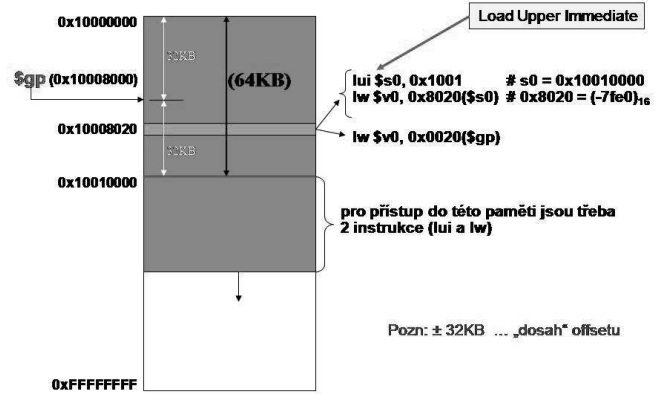 Load Upper Immediate
0x10000000
32KB
$gp (0x10008000)
(64KB)
lui $s0, 0x1001 # s0 = 0x10010000
lw $v0, 0x8020($s0) # 0x8020 = (-7fe0)16
0x10008020
lw $v0, 0x0020($gp)
32KB
0x10010000
pro přístup do této paměti jsou třeba
2 instrukce (lui a lw)
Pozn: ± 32KB ... „dosah“ offsetu
0xFFFFFFFF